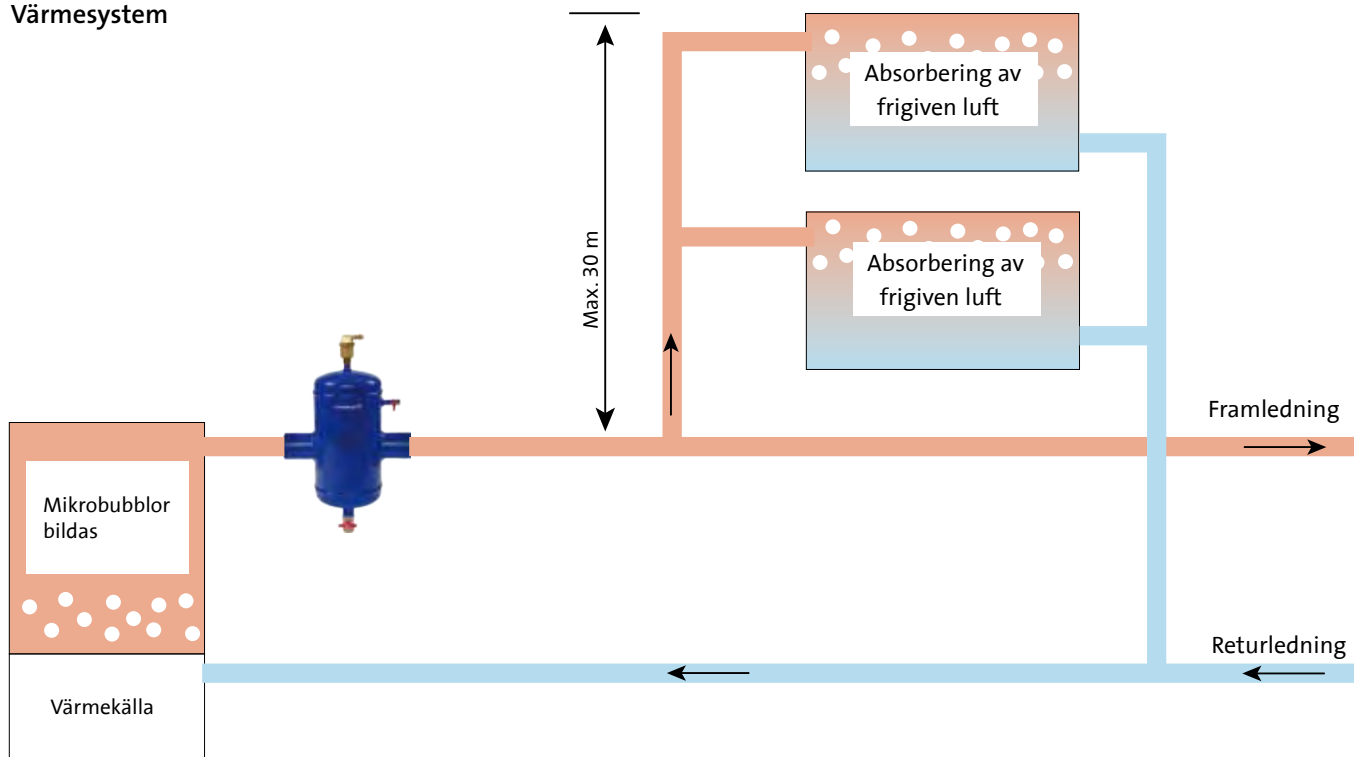 Värmesystem
Absorbering av
frigiven luft
Max. 30 m
Absorbering av
frigiven luft
Framledning
Mikrobubblor
bildas
Returledning
Värmekälla